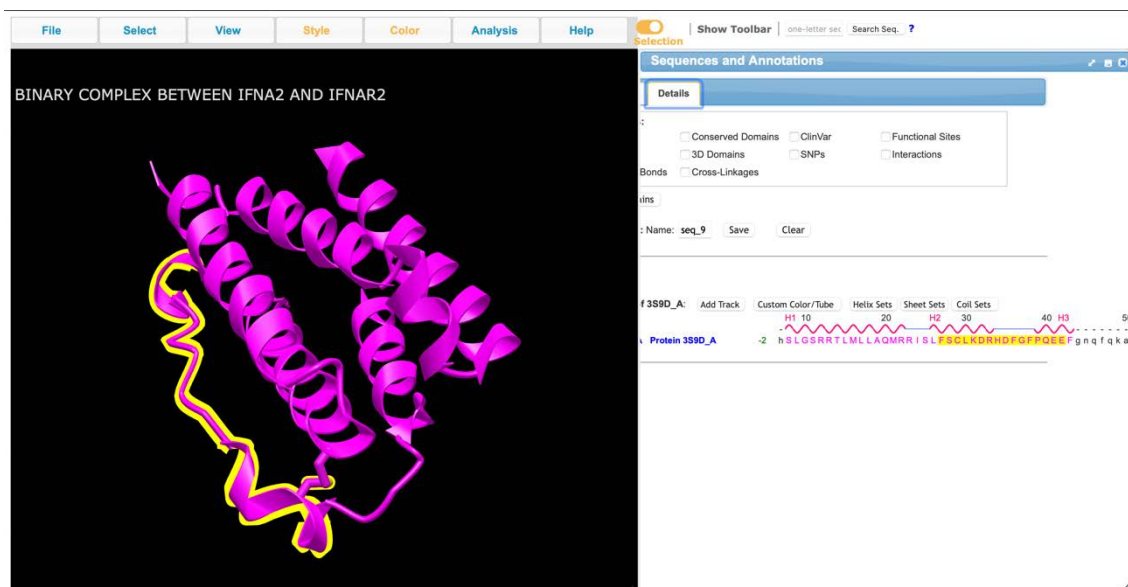 File Select View Style Color Analysis Help Selection Show Toolbar one-letter sec Search Seq. ?
Sequences and Annotations
BINARY COMPLEX BETWEEN IFNA2 AND IFNAR2
Details
:
Conserved Domains ClinVar Functional Sites
3D Domains SNPs Interactions
Bonds Cross-Linkages
ains
: Name: seq_9 Save Clear
f 3S9D_A: Add Track Custom Color/Tube Helix Sets Sheet Sets Coil Sets
H1 10 20 H2 30 40 H3 50
Protein 3S9D_A -2 hSLGSRRTLMLLAQMRRISLFSCLKDRHDFGFPQEEFgnqfqka